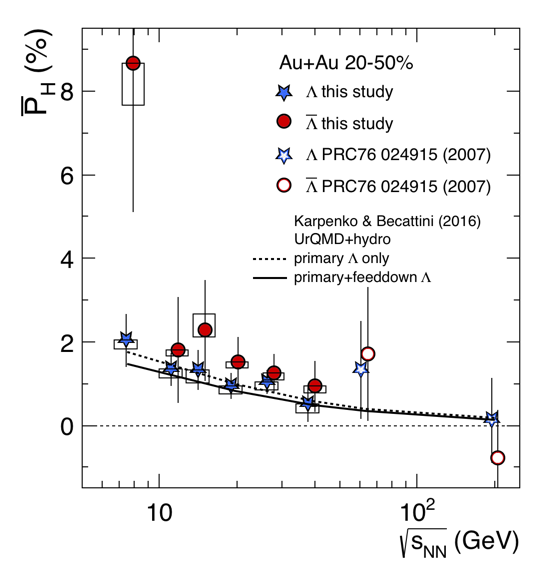 P̅H (%)
8
6
4
2
0
Au+Au 20-50%
Λ this study
Λ̅ this study
Λ PRC76 024915 (2007)
Λ̅ PRC76 024915 (2007)
Karpenko & Becattini (2016)
UrQMD+hydro
primary Λ only
primary+feeddown Λ
10
10²
√sNN (GeV)